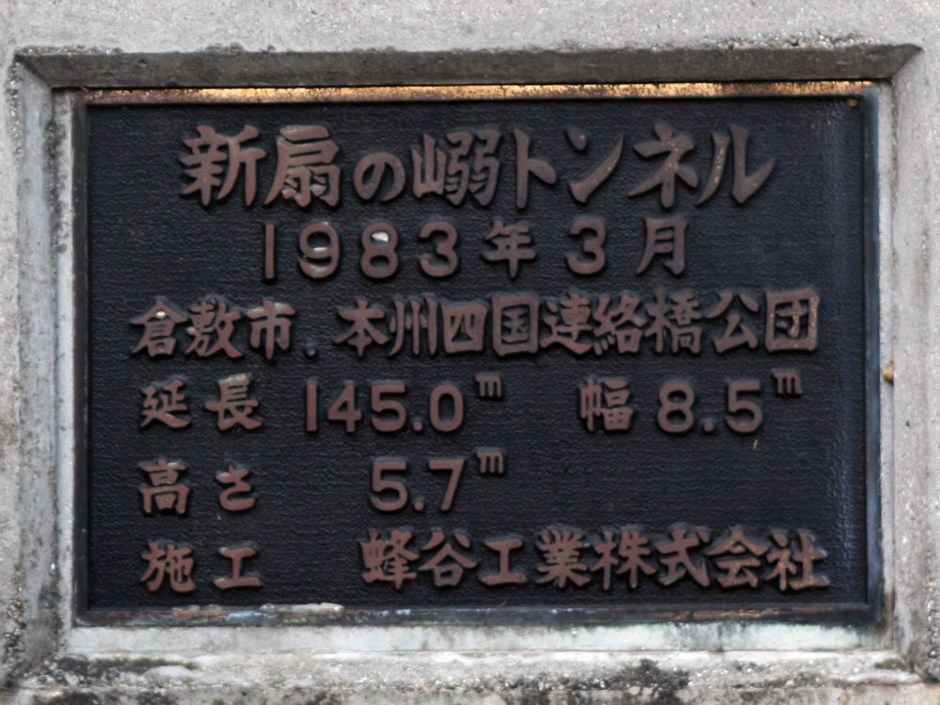 新扇の嵶トンネル
1983年3月
倉敷市.本州四国連絡橋公団
延長 145.0m 幅 8.5m
高さ 5.7m
施工 蜂谷工業株式会社